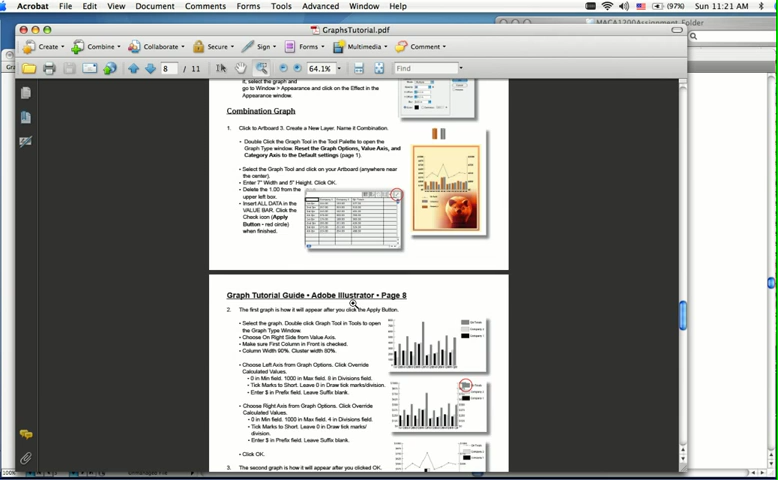 Acrobat File Edit View Document Comments Forms Tools Advanced Window Help (97%) Sun 11:21 AM
MACA1200Assignment Folder
GraphsTutorial.pdf
Create Combine Collaborate Secure Sign Forms Multimedia Comment
8 / 11 64.1% Find
it, select the graph and
go to Window > Appearance and click on the Effect in the
Appearance window.
Combination Graph
1. Click to Artboard 3. Create a New Layer. Name it Combination.
• Double Click the Graph Tool in the Tool Palette to open
the Graph Type window. Reset the Graph Options, Value Axis, and
Category Axis to the Default settings (page 1).
• Select the Graph Tool and click on your Artboard (anywhere near
the center).
• Enter 7" Width and 5" Height. Click OK.
• Delete the 1.00 from the
upper left box.
• Insert ALL DATA in the
VALUE BAR. Click the
Check icon (Apply
Button - red circle)
when finished.
Graph Tutorial Guide • Adobe Illustrator • Page 8
2. The first graph is how it will appear after you click the Apply Button.
• Select the graph. Double click Graph Tool in Tools to open
the Graph Type Window.
• Choose On Right Side from Value Axis.
• Make sure First Column in Front is checked.
• Column Width 90%. Cluster width 80%.
• Choose Left Axis from Graph Options. Click Override
Calculated Values.
• 0 in Min field. 1000 in Max field. 5 in Divisions field.
• Tick Marks to Short. Leave 0 in Draw tick marks/division.
• Enter $ in Prefix field. Leave Suffix blank.
• Choose Right Axis from Graph Options. Click Override
Calculated Values.
• 0 in Min field. 1000 in Max field. 4 in Divisions field.
• Tick Marks to Short. Leave 0 in Draw tick marks/
division.
• Enter $ in Prefix field. Leave Suffix blank.
• Click OK.
3. The second graph is how it will appear after you clicked OK.